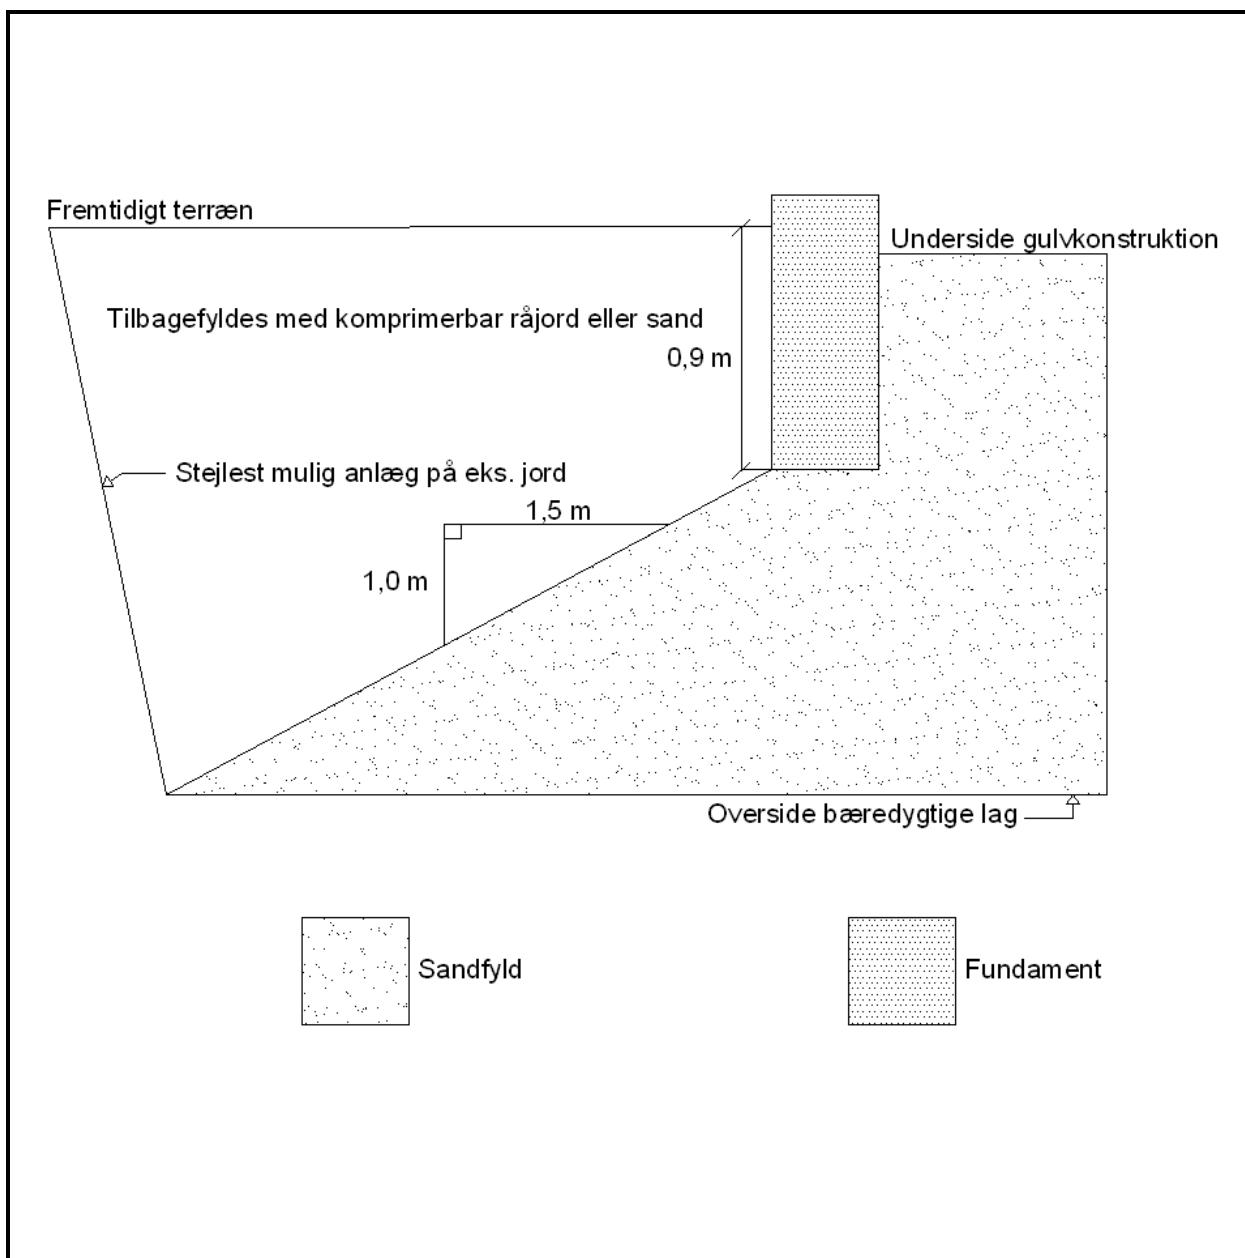 Fremtidigt terræn
Underside gulvkonstruktion
Tilbagefyldes med komprimerbar råjord eller sand
0,9 m
Stejlest mulig anlæg på eks. jord
1,5 m
1,0 m
Overside bæredygtige lag
Sandfyld
Fundament